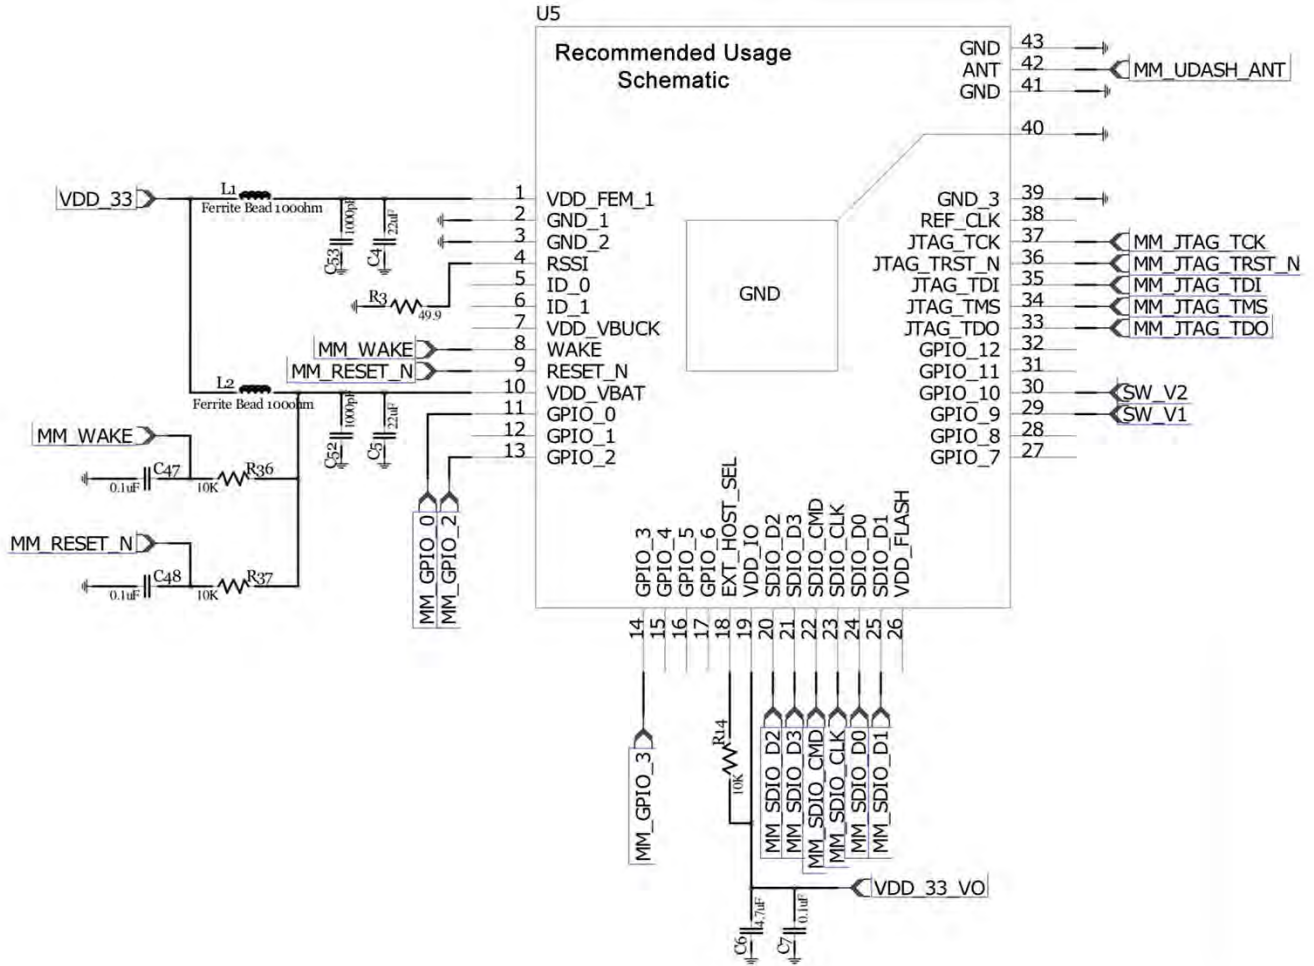 U5
Recommended Usage
Schematic
GND 43
ANT 42 MM_UDASH_ANT
GND 41
40
VDD_33
L1
Ferrite Bead 100ohm
C53 1000pF
C4 22uF
1 VDD_FEM_1
2 GND_1
3 GND_2
4 RSSI
5 ID_0
6 ID_1
7 VDD_VBUCK
8 WAKE
9 RESET_N
10 VDD_VBAT
11 GPIO_0
12 GPIO_1
13 GPIO_2
R3
49.9
MM_WAKE
MM_RESET_N
L2
Ferrite Bead 100ohm
C52 1000pF
C5 22uF
MM_WAKE
C47
0.1uF
R36
10K
MM_RESET_N
C48
0.1uF
R37
10K
MM_GPIO_0
MM_GPIO_2
GND
GND_3 39
REF_CLK 38
JTAG_TCK 37 MM_JTAG_TCK
JTAG_TRST_N 36 MM_JTAG_TRST_N
JTAG_TDI 35 MM_JTAG_TDI
JTAG_TMS 34 MM_JTAG_TMS
JTAG_TDO 33 MM_JTAG_TDO
GPIO_12 32
GPIO_11 31
GPIO_10 30 SW_V2
GPIO_9 29 SW_V1
GPIO_8 28
GPIO_7 27
GPIO_3 14
GPIO_4 15
GPIO_5 16
GPIO_6 17
EXT_HOST_SEL 18
VDD_IO 19
SDIO_D2 20
SDIO_D3 21
SDIO_CMD 22
SDIO_CLK 23
SDIO_D0 24
SDIO_D1 25
VDD_FLASH 26
MM_GPIO_3
R14
10K
MM_SDIO_D2
MM_SDIO_D3
MM_SDIO_CMD
MM_SDIO_CLK
MM_SDIO_D0
MM_SDIO_D1
VDD_33_VO
C6 4.7uF
C7 0.1uF